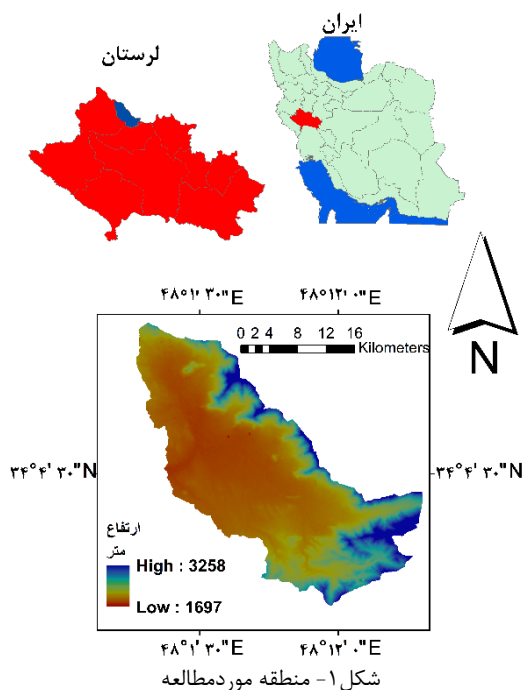 ایران
لرستان
۴۸°۱' ۳۰"E ۴۸°۱۲' ۰"E
0 2 4 8 12 16
Kilometers
N
۳۴°۴' ۳۰"N ۳۴°۴' ۳۰"N
ارتفاع
متر
High : 3258
Low : 1697
۴۸°۱' ۳۰"E ۴۸°۱۲' ۰"E
شکل۱- منطقه موردمطالعه